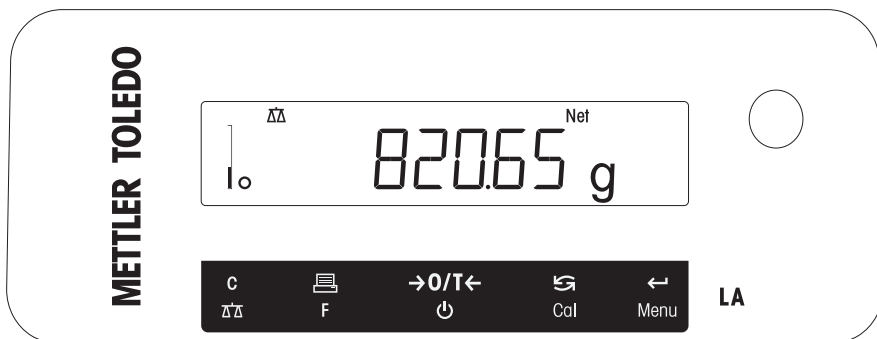 METTLER TOLEDO
Net
820.65 g
C
→0/T←
F
Cal
Menu
LA